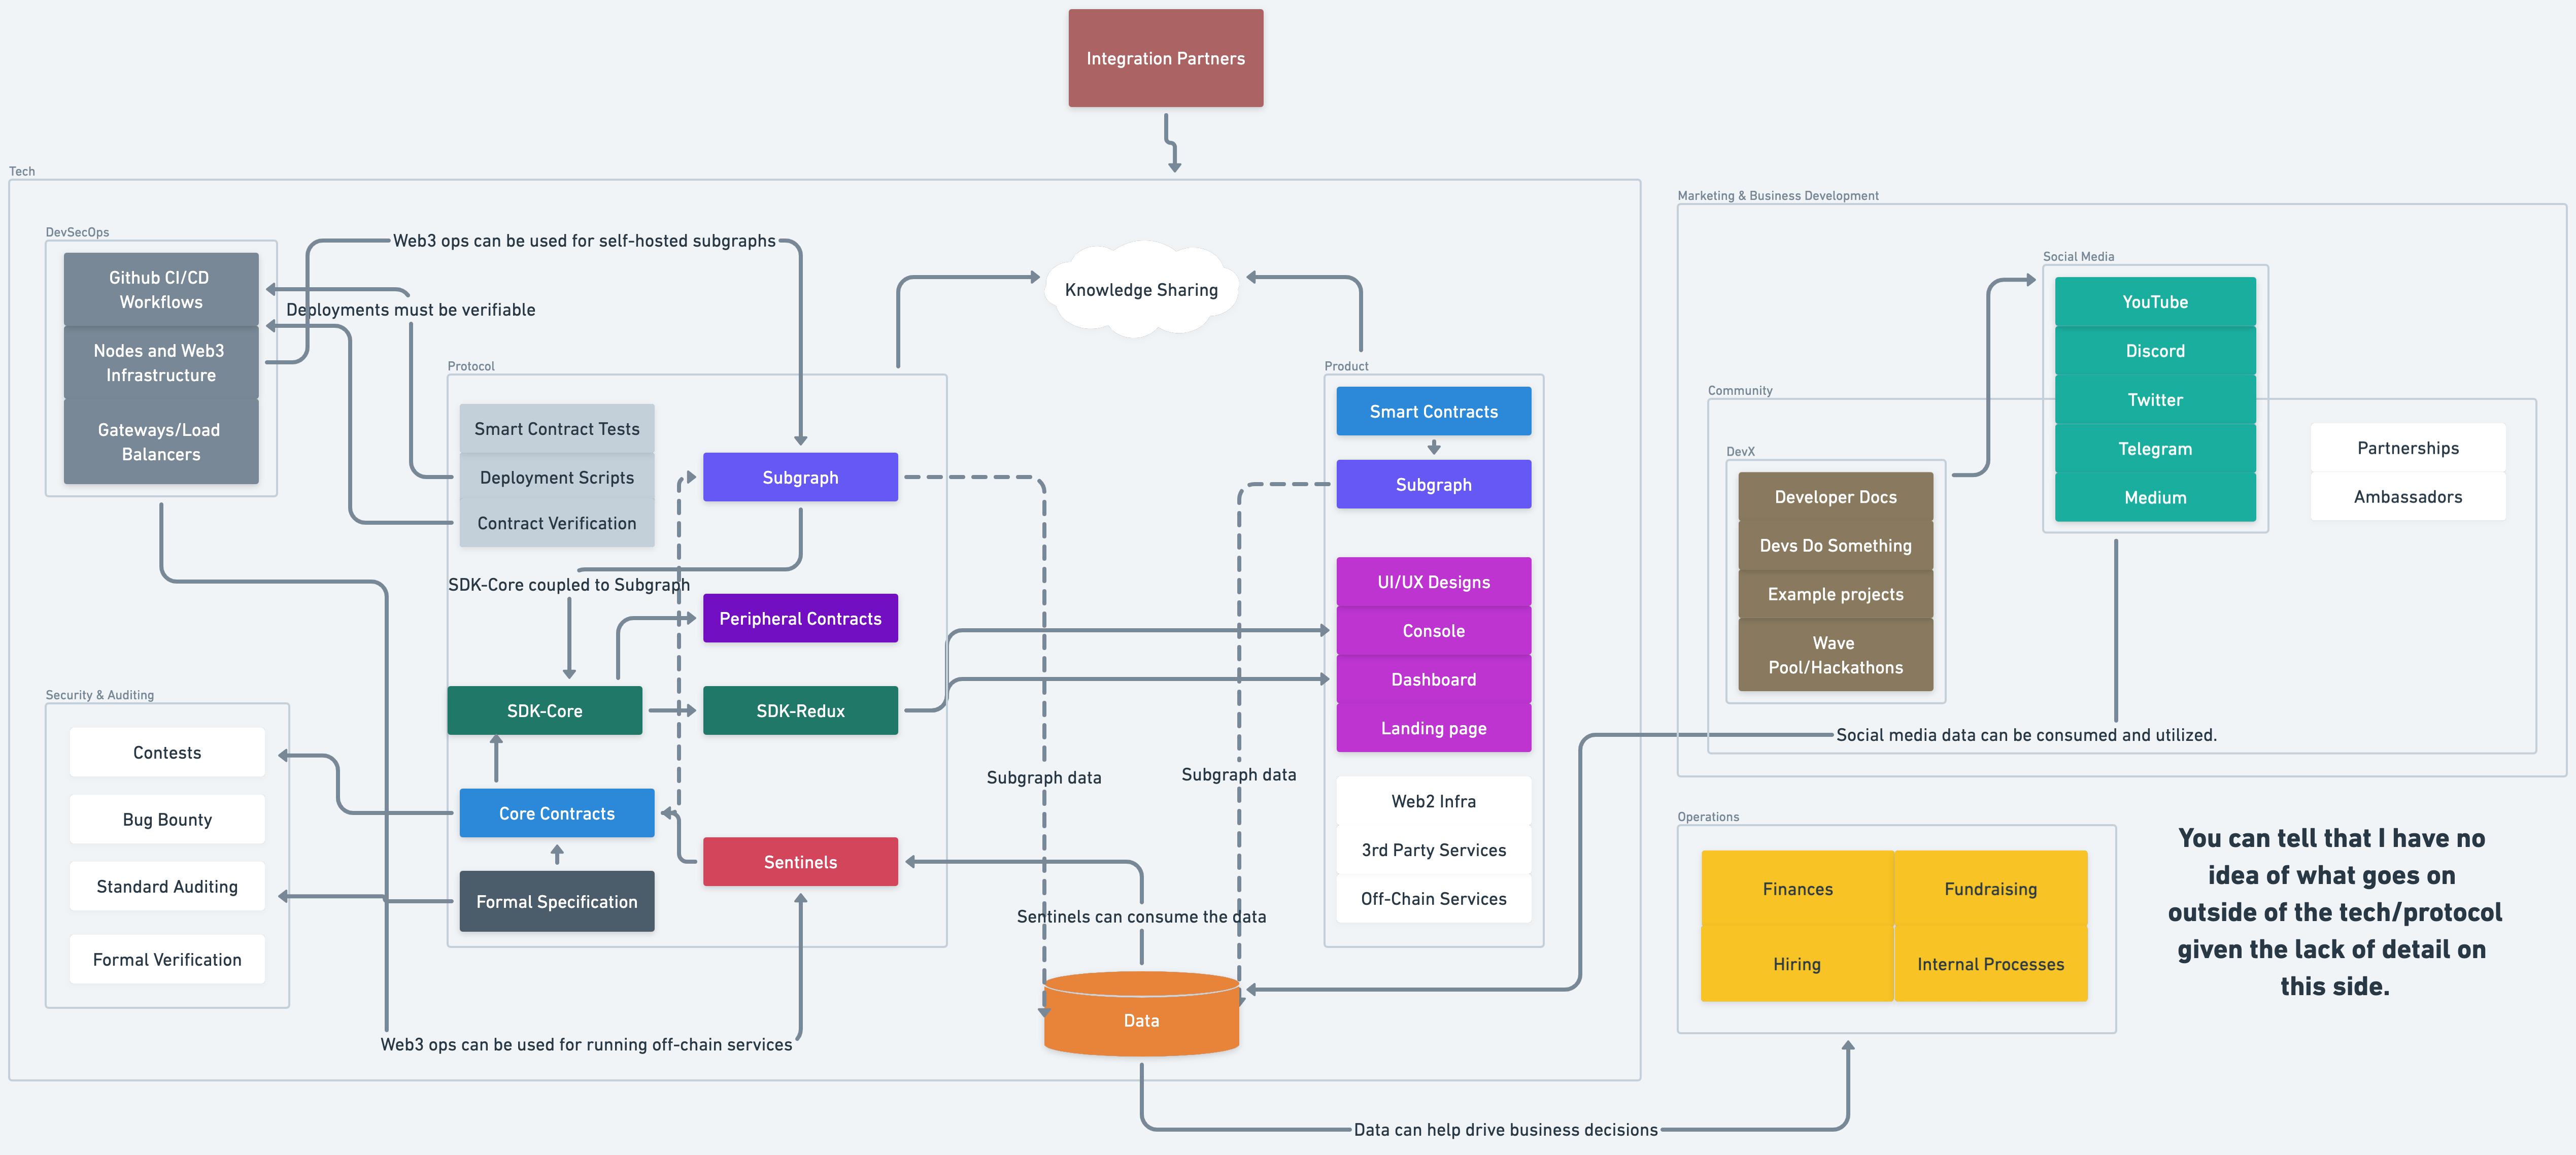 Integration Partners
Tech
DevSecOps
Github CI/CD
Workflows
Nodes and Web3
Infrastructure
Gateways/Load
Balancers
Web3 ops can be used for self-hosted subgraphs
Deployments must be verifiable
Knowledge Sharing
Protocol
Smart Contract Tests
Deployment Scripts
Contract Verification
Subgraph
SDK-Core coupled to Subgraph
Peripheral Contracts
SDK-Core
SDK-Redux
Core Contracts
Sentinels
Formal Specification
Security & Auditing
Contests
Bug Bounty
Standard Auditing
Formal Verification
Web3 ops can be used for running off-chain services
Subgraph data
Subgraph data
Sentinels can consume the data
Data
Product
Smart Contracts
Subgraph
UI/UX Designs
Console
Dashboard
Landing page
Web2 Infra
3rd Party Services
Off-Chain Services
Marketing & Business Development
Social Media
YouTube
Discord
Twitter
Telegram
Medium
Community
DevX
Developer Docs
Devs Do Something
Example projects
Wave
Pool/Hackathons
Partnerships
Ambassadors
Social media data can be consumed and utilized.
Operations
Finances
Fundraising
Hiring
Internal Processes
You can tell that I have no
idea of what goes on
outside of the tech/protocol
given the lack of detail on
this side.
Data can help drive business decisions